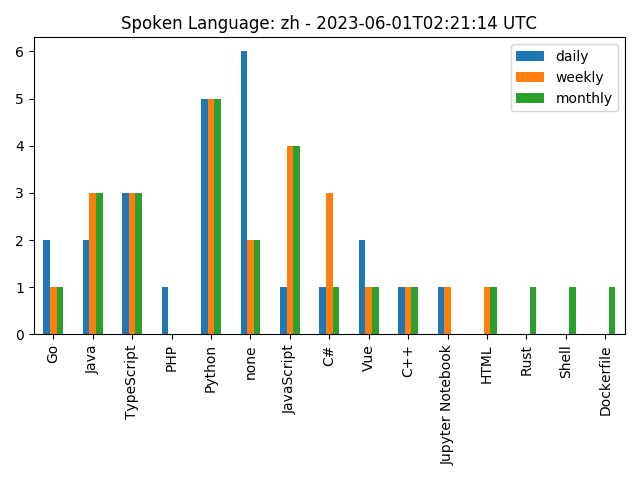 Spoken Language: zh - 2023-06-01T02:21:14 UTC
daily
weekly
monthly
6
5
4
3
2
1
0
Go
Java
TypeScript
PHP
Python
none
JavaScript
C#
Vue
C++
Jupyter Notebook
HTML
Rust
Shell
Dockerfile